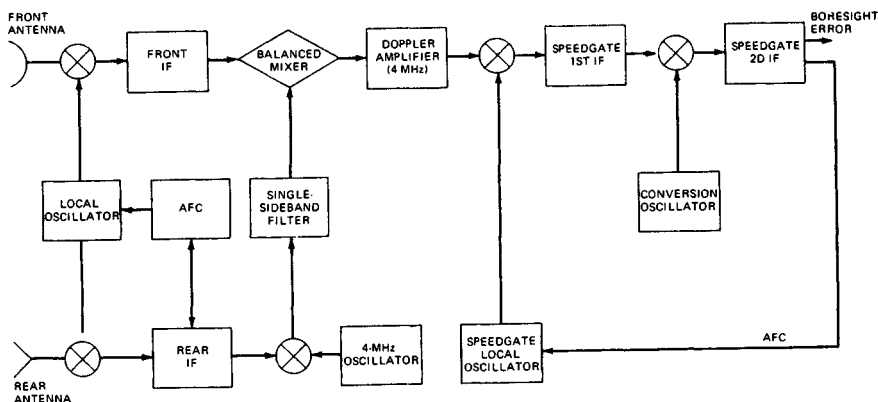 FRONT
ANTENNA
FRONT
IF
BALANCED
MIXER
DOPPLER
AMPLIFIER
(4 MHz)
SPEEDGATE
1ST IF
SPEEDGATE
2D IF
BORESIGHT
ERROR
LOCAL
OSCILLATOR
AFC
SINGLE-
SIDEBAND
FILTER
CONVERSION
OSCILLATOR
REAR
ANTENNA
REAR
IF
4-MHz
OSCILLATOR
SPEEDGATE
LOCAL
OSCILLATOR
AFC